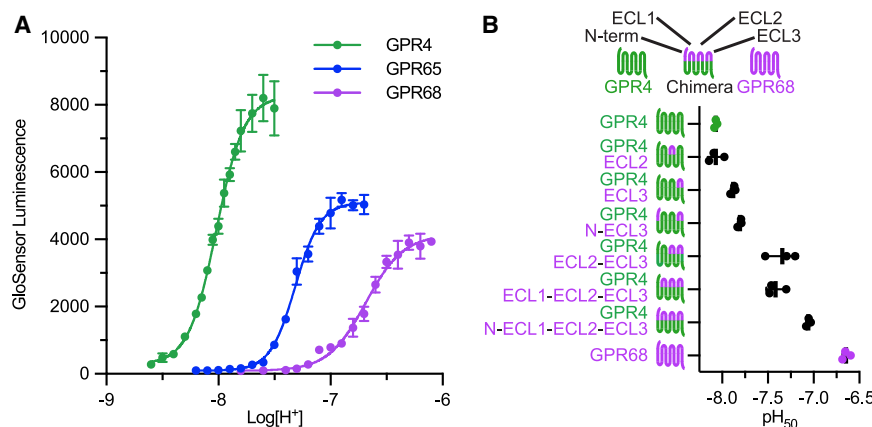 A
GloSensor Luminescence
10000
8000
6000
4000
2000
0
-9
-8
-7
-6
Log[H⁺]
GPR4
GPR65
GPR68
B
ECL1
ECL2
N-term
ECL3
GPR4
Chimera
GPR68
GPR4
GPR4
ECL2
GPR4
ECL3
GPR4
N-ECL3
GPR4
ECL2-ECL3
GPR4
ECL1-ECL2-ECL3
GPR4
N-ECL1-ECL2-ECL3
GPR68
-8.0
-7.5
-7.0
-6.5
pH₅₀